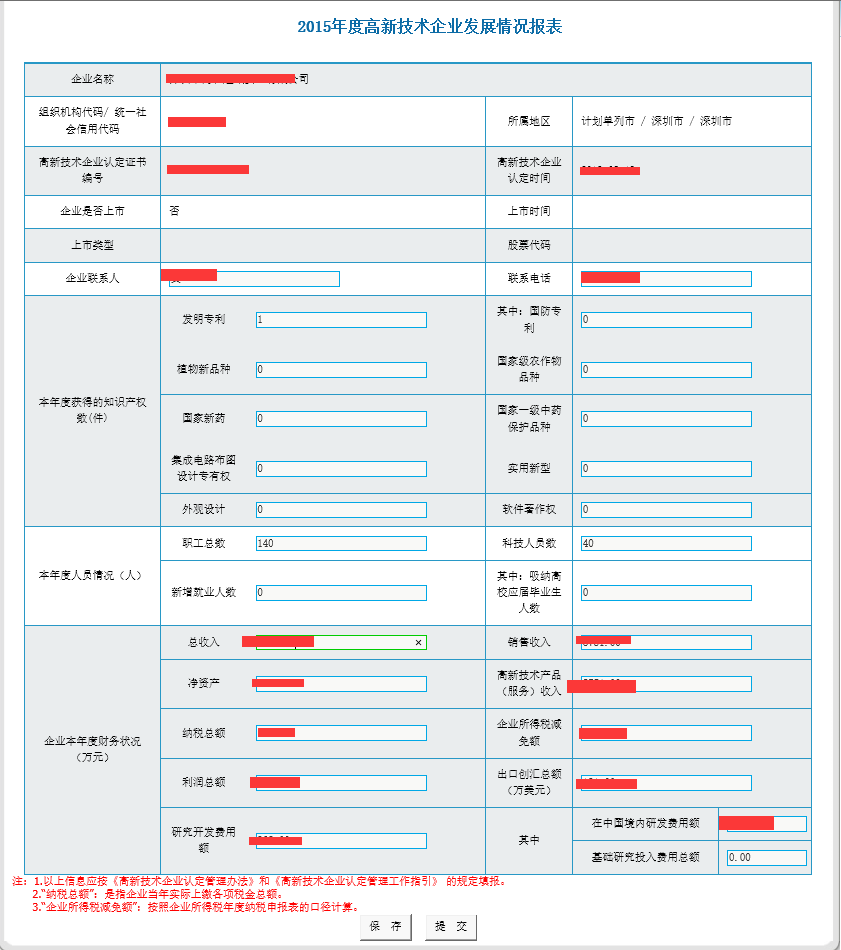 2015年度高新技术企业发展情况报表
企业名称
司
组织机构代码/ 统一社
会信用代码
所属地区
计划单列市 / 深圳市 / 深圳市
高新技术企业认定证书
编号
高新技术企业
认定时间
企业是否上市
否
上市时间
上市类型
股票代码
企业联系人
联系电话
本年度获得的知识产权
数(件)
发明专利
1
其中: 国防专
利
0
植物新品种
0
国家级农作物
品种
0
国家新药
0
国家一级中药
保护品种
0
集成电路布图
设计专有权
0
实用新型
0
外观设计
0
软件著作权
0
本年度人员情况 (人)
职工总数
140
科技人员数
40
新增就业人数
0
其中: 吸纳高
校应届毕业生
人数
0
企业本年度财务状况
(万元)
总收入
×
销售收入
净资产
高新技术产品
(服务) 收入
纳税总额
企业所得税减
免额
利润总额
出口创汇总额
(万美元)
研究开发费用
额
其中
在中国境内研发费用额
基础研究投入费用总额
0.00
注: 1.以上信息应按《高新技术企业认定管理办法》和《高新技术企业认定管理工作指引》 的规定填报。
2."纳税总额": 是指企业当年实际上缴各项税金总额。
3."企业所得税减免额": 按照企业所得税年度纳税申报表的口径计算。
保 存
提 交